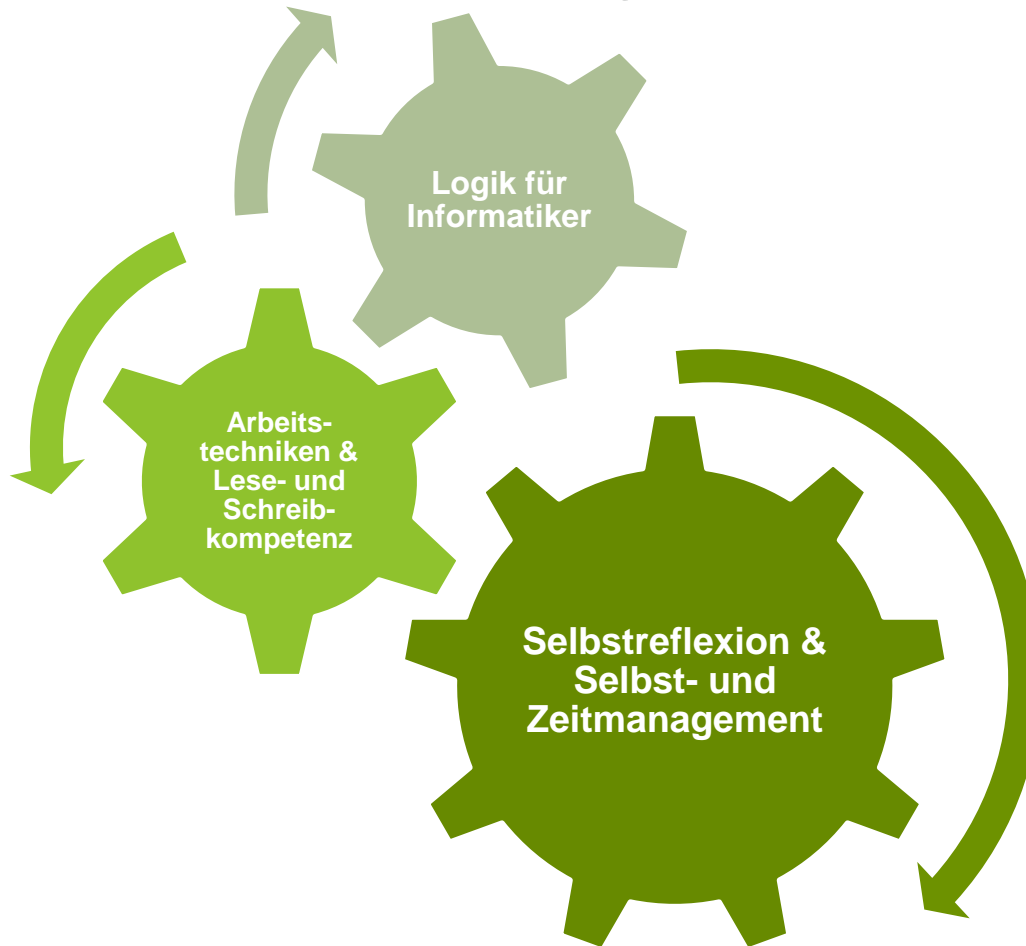 Logik für
Informatiker
Arbeits-
techniken &
Lese- und
Schreib-
kompetenz
Selbstreflexion &
Selbst- und
Zeitmanagement